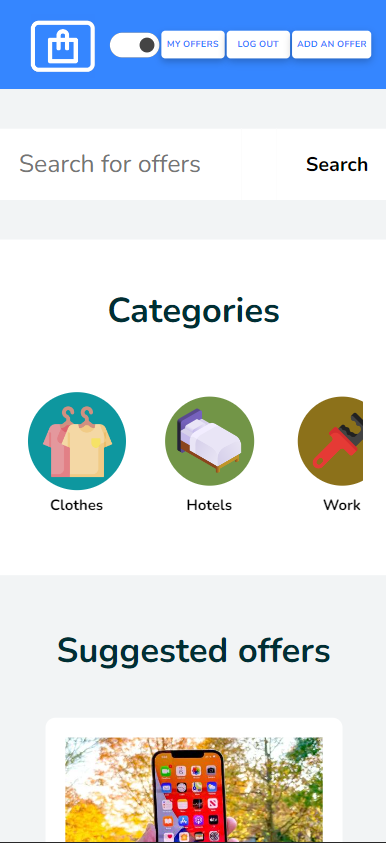 MY OFFERS
LOG OUT
ADD AN OFFER
Search for offers
Search
Categories
Clothes
Hotels
Work
Suggested offers